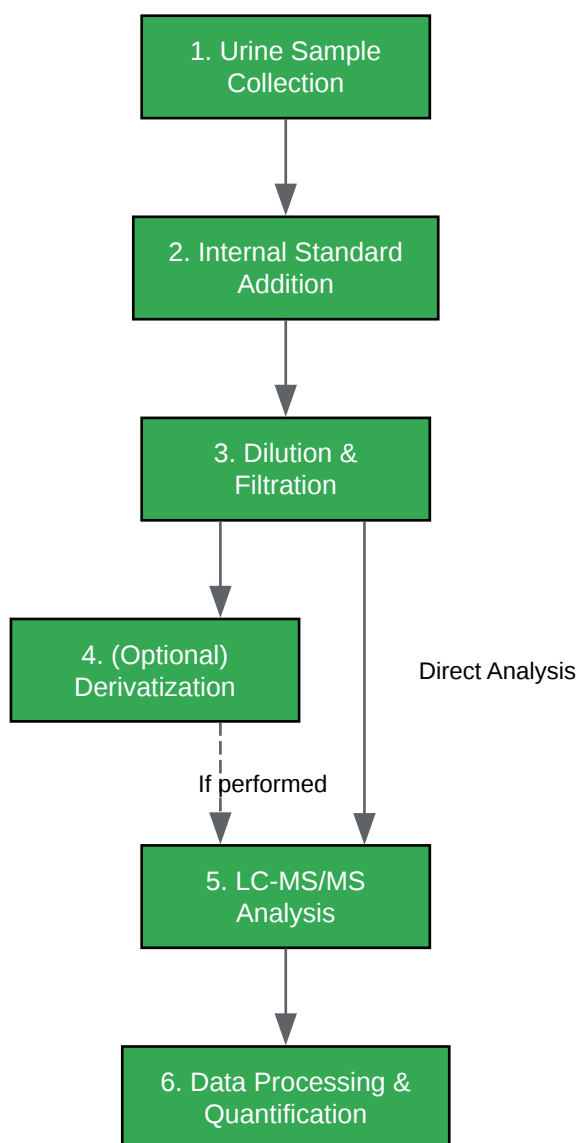 1. Urine Sample
Collection
2. Internal Standard
Addition
3. Dilution &
Filtration
4. (Optional)
Derivatization
Direct Analysis
If performed
5. LC-MS/MS
Analysis
6. Data Processing &
Quantification